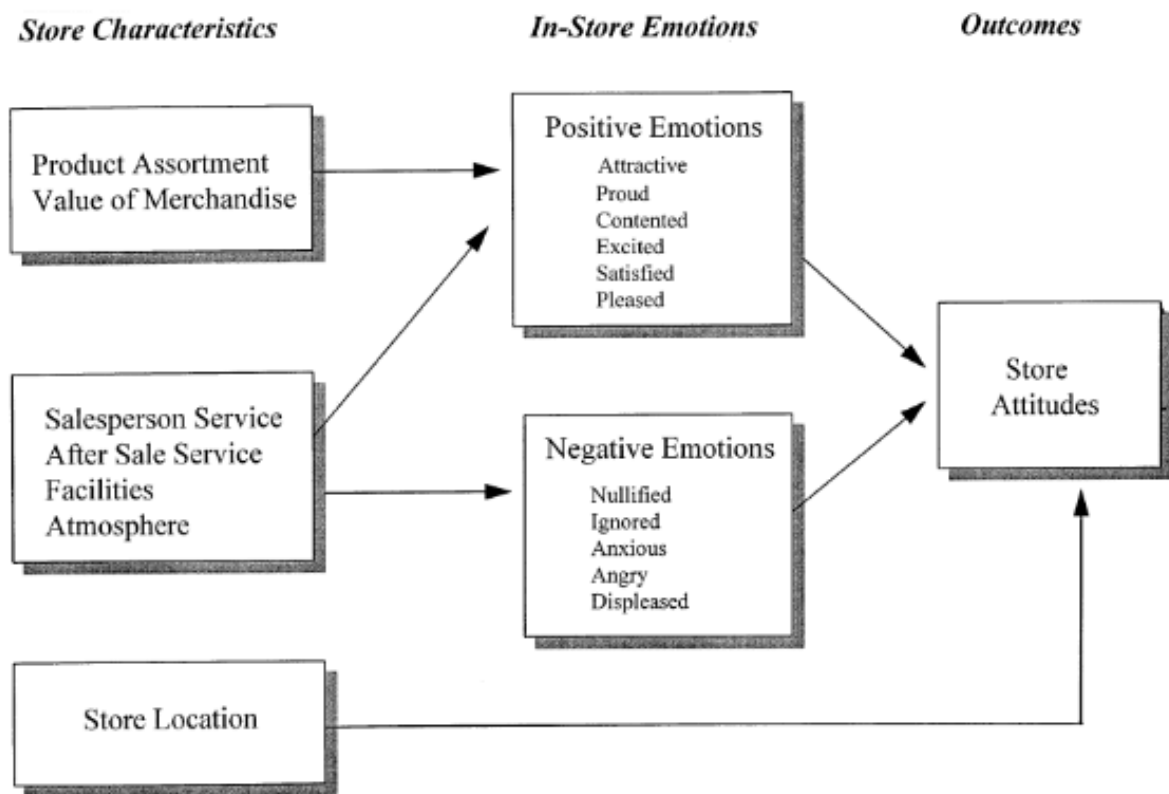 Store Characteristics
In-Store Emotions
Outcomes
Product Assortment
Value of Merchandise
Salesperson Service
After Sale Service
Facilities
Atmosphere
Store Location
Positive Emotions
Attractive
Proud
Contented
Excited
Satisfied
Pleased
Negative Emotions
Nullified
Ignored
Anxious
Angry
Displeased
Store
Attitudes